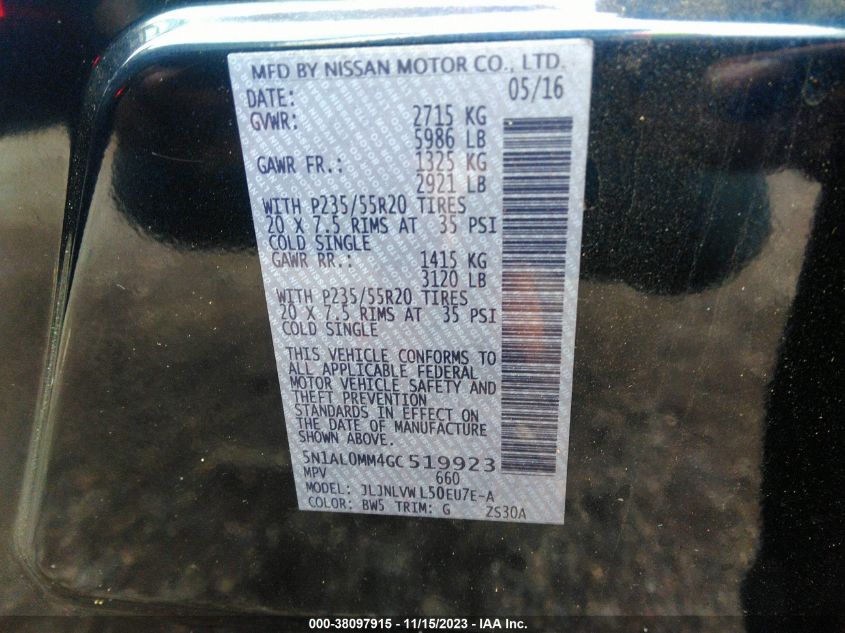 MFD BY NISSAN MOTOR CO., LTD.
DATE: 05/16
GVWR: 2715 KG
5986 LB
GAWR FR.: 1325 KG
2921 LB
WITH P235/55R20 TIRES
20 X 7.5 RIMS AT 35 PSI
COLD SINGLE
GAWR RR.: 1415 KG
3120 LB
WITH P235/55R20 TIRES
20 X 7.5 RIMS AT 35 PSI
COLD SINGLE
THIS VEHICLE CONFORMS TO
ALL APPLICABLE FEDERAL
MOTOR VEHICLE SAFETY AND
THEFT PREVENTION
STANDARDS IN EFFECT ON
THE DATE OF MANUFACTURE
SHOWN ABOVE.
5N1AL0MM4GC519923
MPV 660
MODEL: JLJNLVWL50EU7E-A
COLOR: BW5 TRIM: G ZS30A
000-38097915 - 11/15/2023 - IAA Inc.